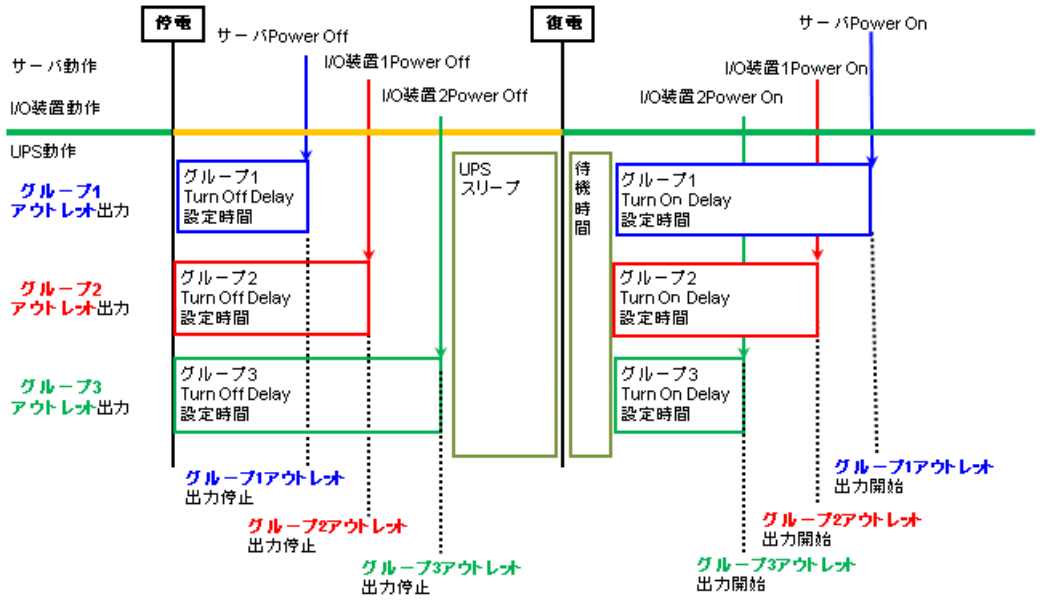 停電
サーバPower Off
I/O装置1Power Off
I/O装置2Power Off
復電
サーバPower On
I/O装置1Power On
I/O装置2Power On
サーバ動作
I/O装置動作
UPS動作
グループ1
アウトレット出力
グループ1
Turn Off Delay
設定時間
UPS
スリープ
待
機
時
間
グループ1
Turn On Delay
設定時間
グループ2
アウトレット出力
グループ2
Turn Off Delay
設定時間
グループ2
Turn On Delay
設定時間
グループ3
アウトレット出力
グループ3
Turn Off Delay
設定時間
グループ3
Turn On Delay
設定時間
グループ1アウトレット
出力停止
グループ2アウトレット
出力停止
グループ3アウトレット
出力停止
グループ1アウトレット
出力開始
グループ2アウトレット
出力開始
グループ3アウトレット
出力開始